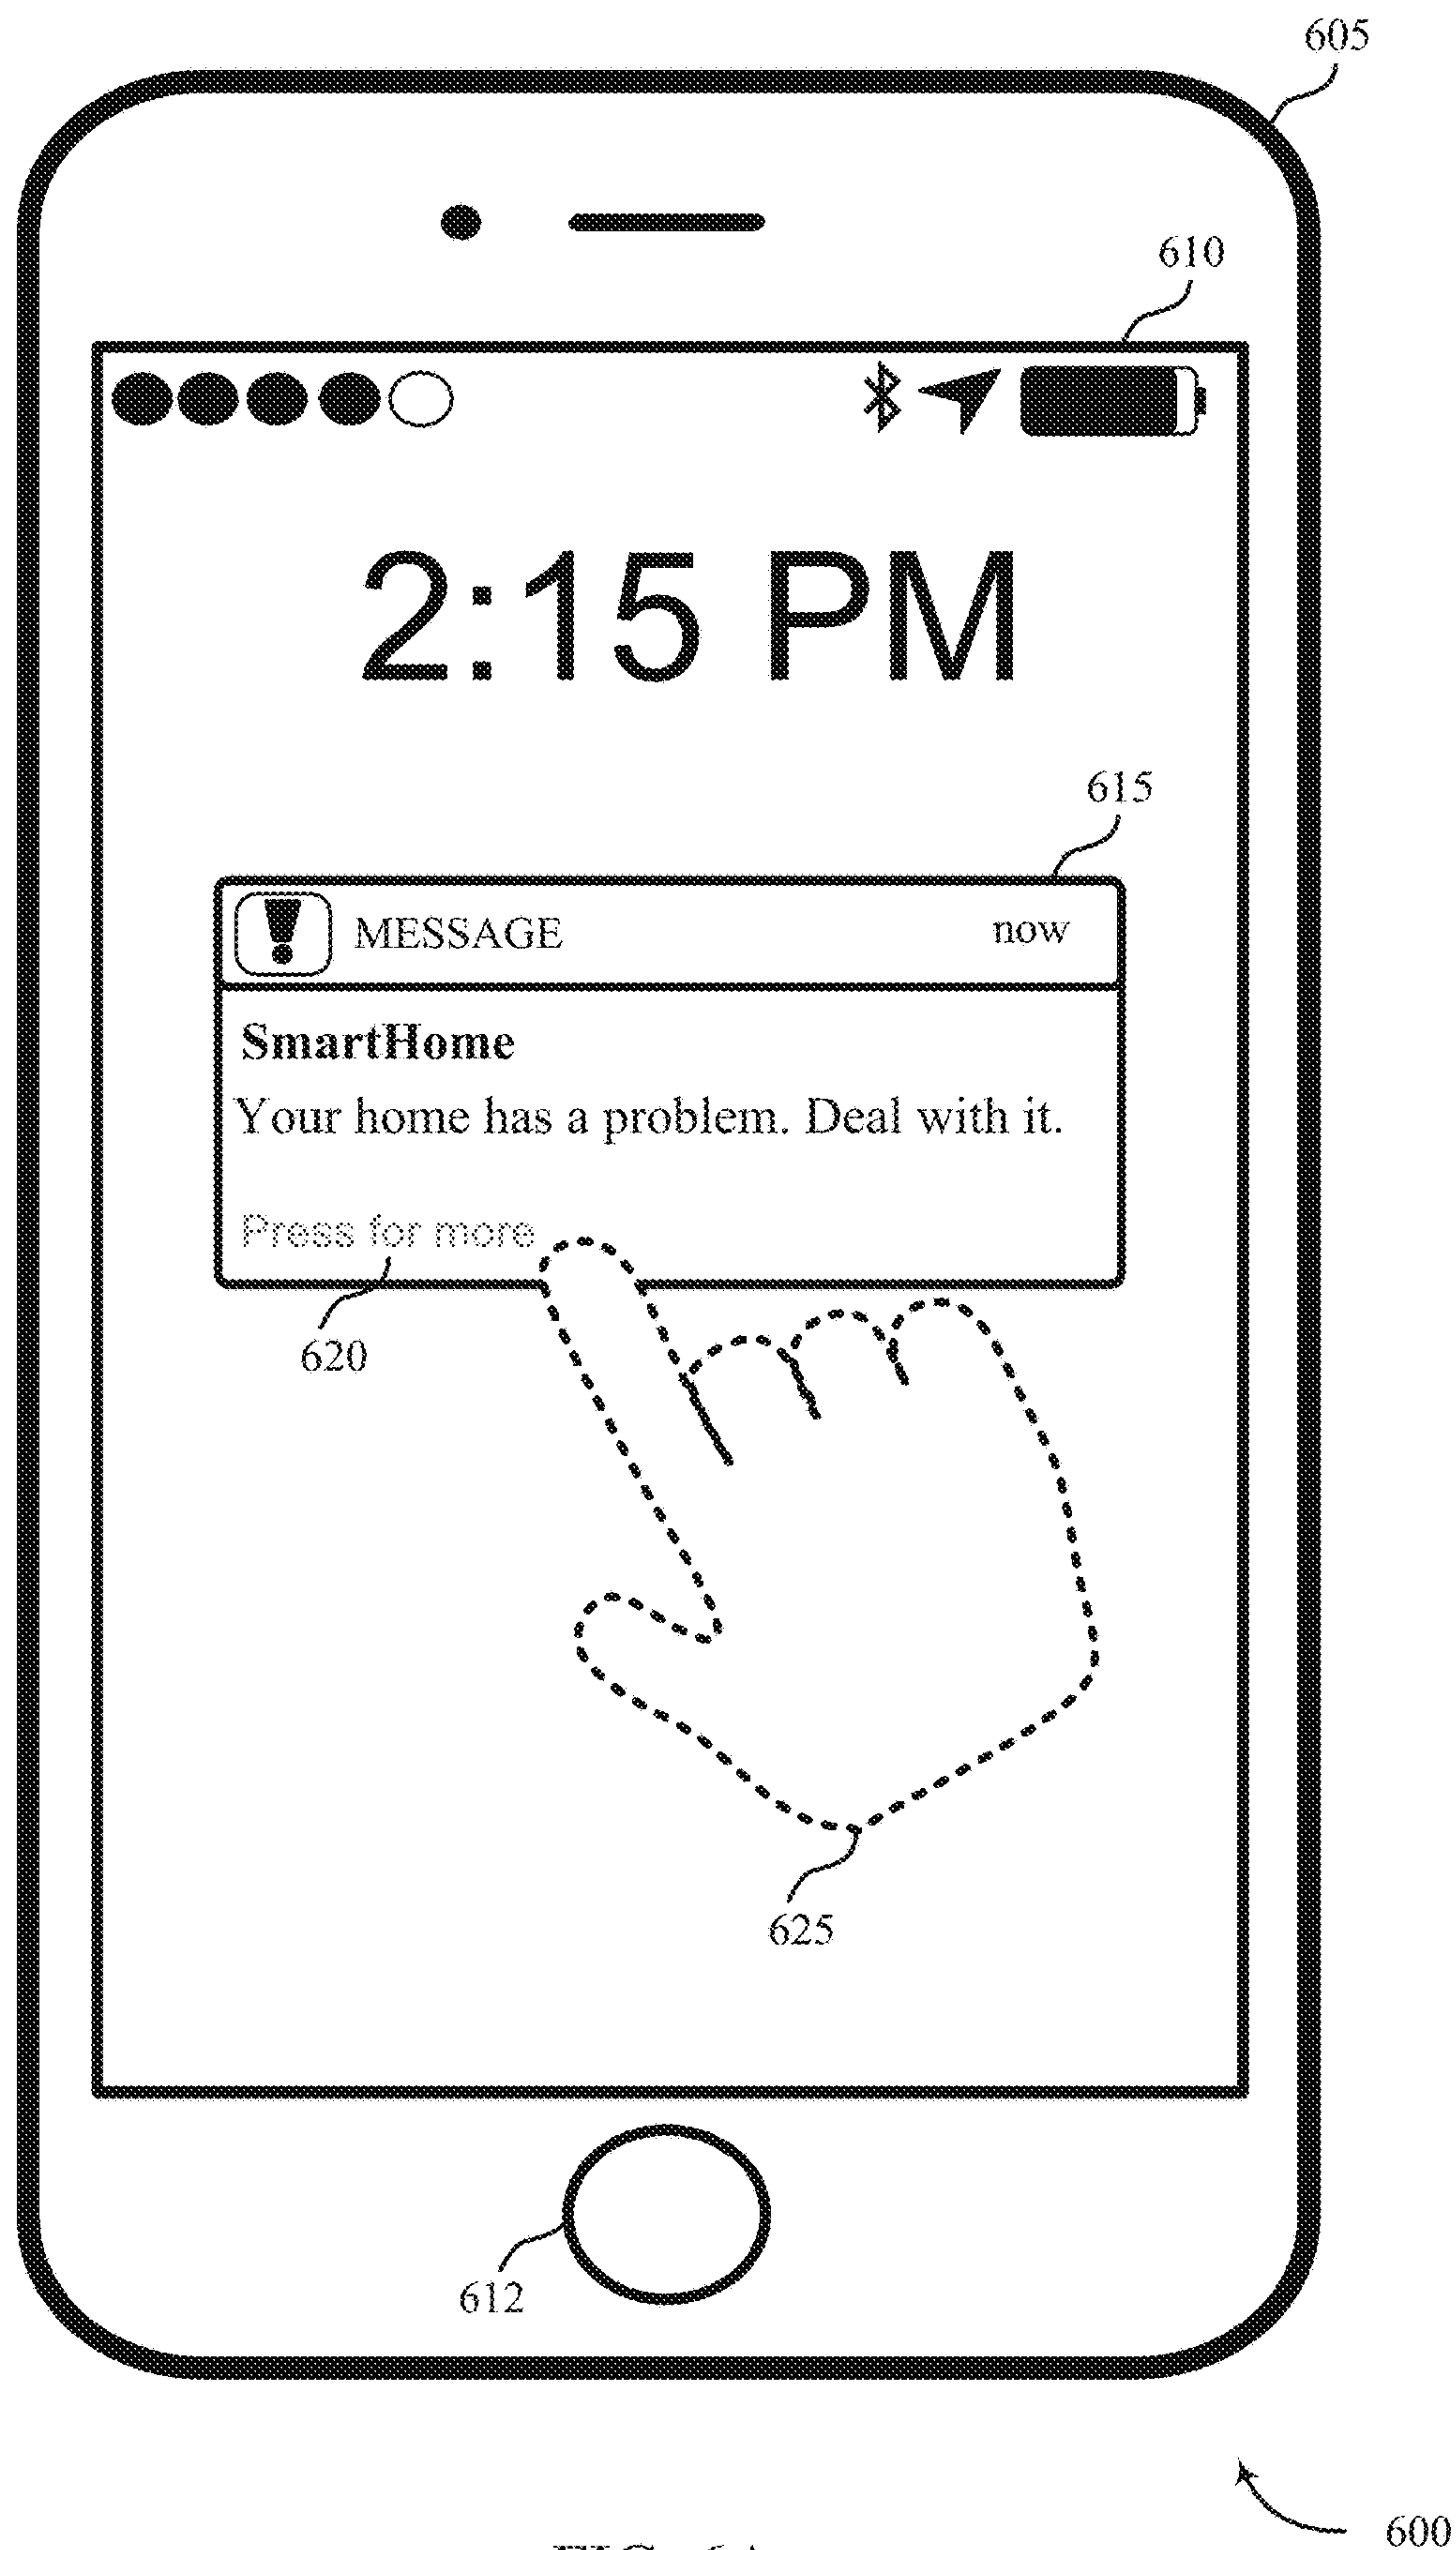 605
610
2:15 PM
615
MESSAGE now
SmartHome
Your home has a problem. Deal with it.
Press for more
620
625
612
600